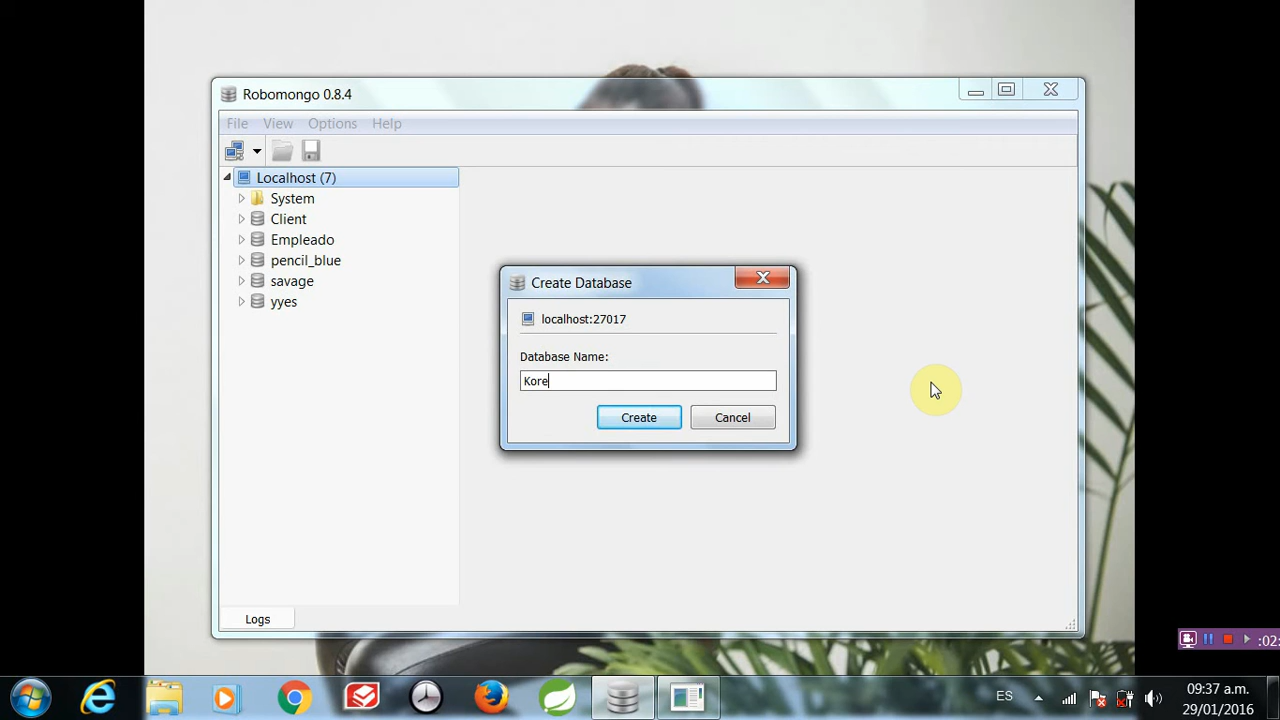 Robomongo 0.8.4
File View Options Help
Localhost (7)
System
Client
Empleado
pencil_blue
savage
yyes
Create Database
localhost:27017
Database Name:
Kore
Create Cancel
Logs
:02:
ES
09:37 a.m.
29/01/2016